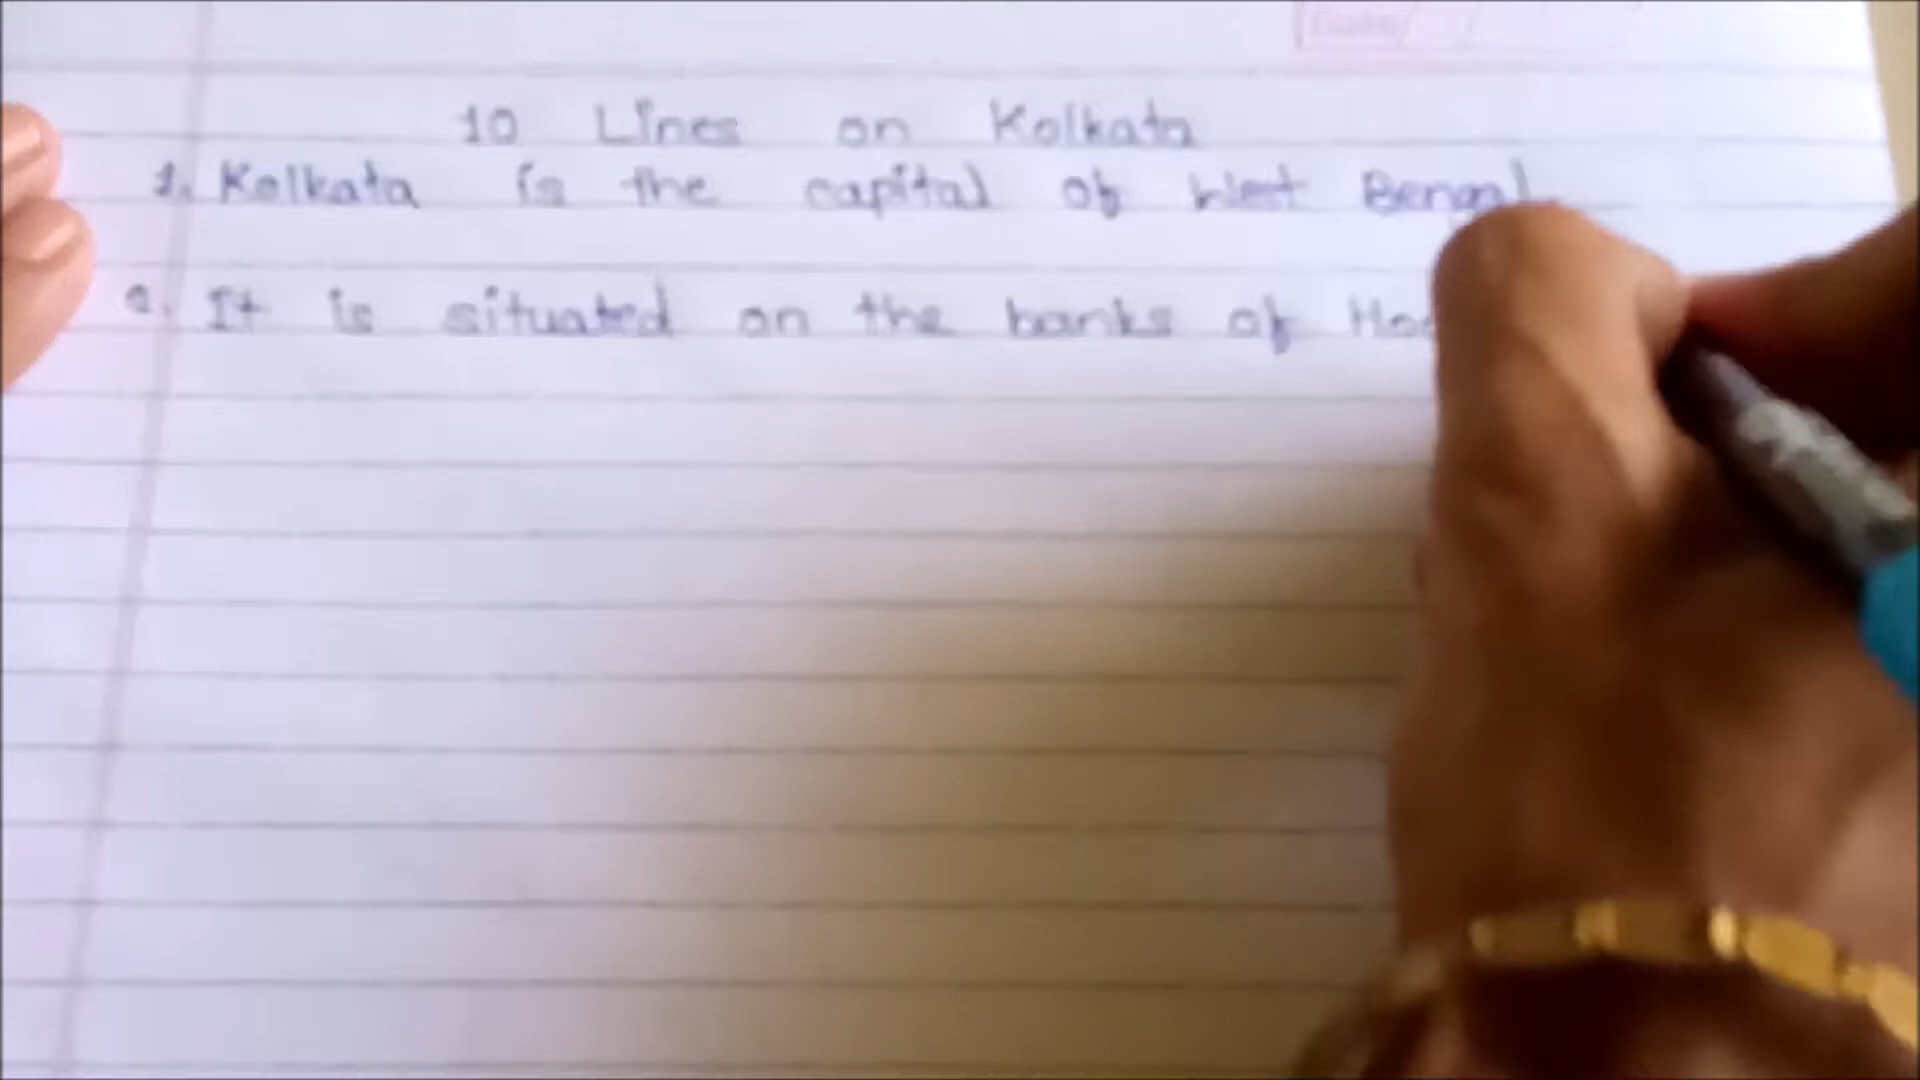 10 Lines on Kolkata
1. Kolkata is the capital of West Bengal
2. It is situated on the banks of